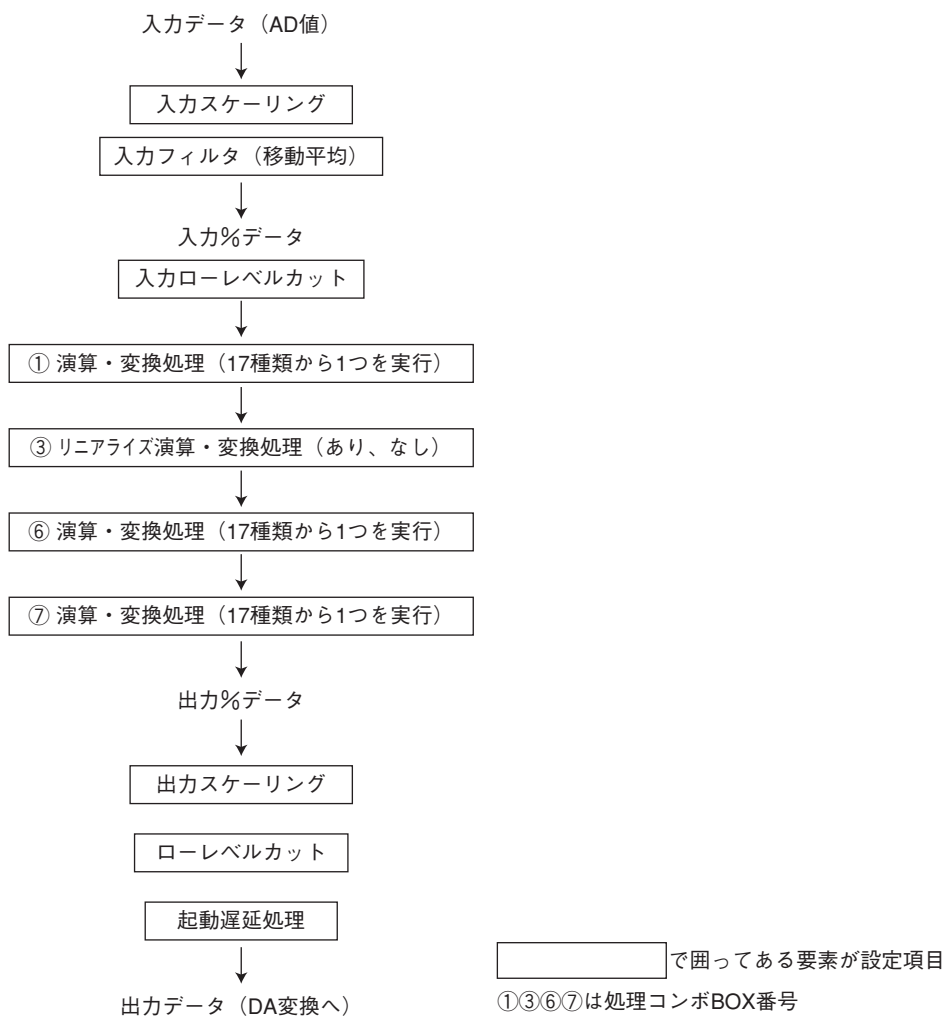 入力データ（AD値）
入力スケーリング
入力フィルタ（移動平均）
入力％データ
入力ローレベルカット
① 演算・変換処理（17種類から1つを実行）
③ リニアライズ演算・変換処理（あり、なし）
⑥ 演算・変換処理（17種類から1つを実行）
⑦ 演算・変換処理（17種類から1つを実行）
出力％データ
出力スケーリング
ローレベルカット
起動遅延処理
出力データ（DA変換へ）
で囲ってある要素が設定項目
①③⑥⑦は処理コンボBOX番号